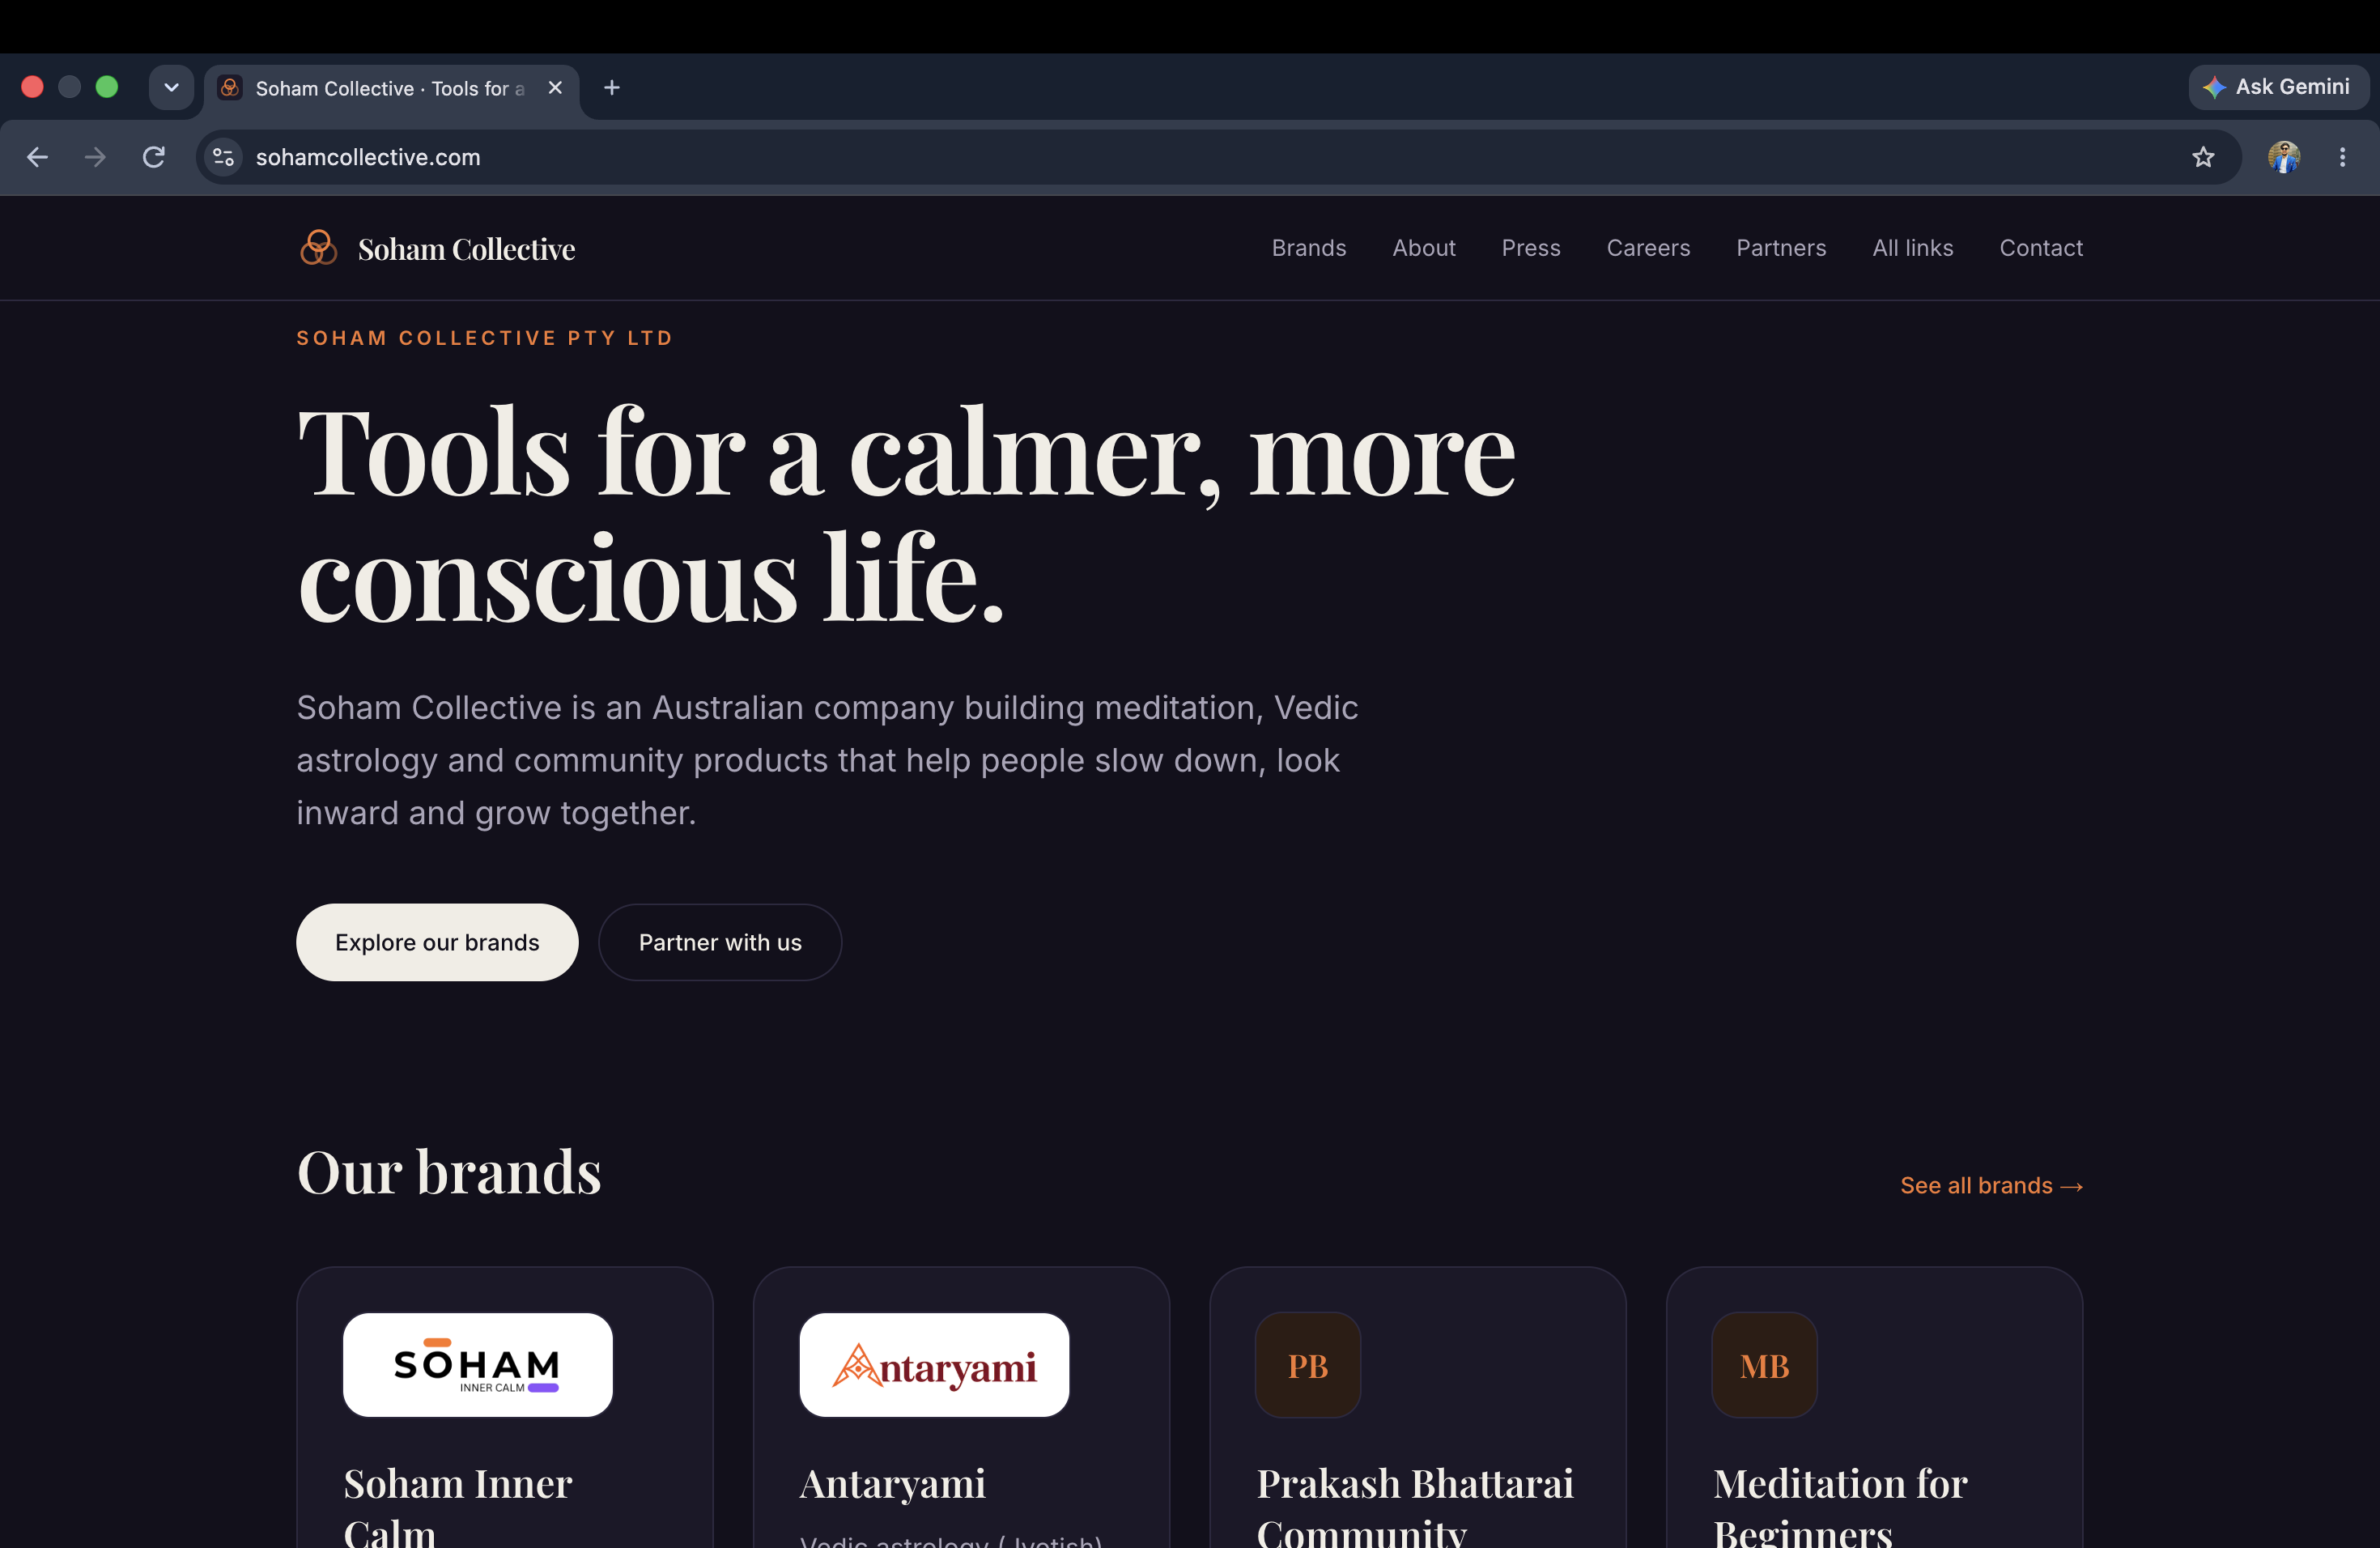 Soham Collective · Tools for a
Ask Gemini
sohamcollective.com
Soham Collective
Brands
About
Press
Careers
Partners
All links
Contact
SOHAM COLLECTIVE PTY LTD
Tools for a calmer, more
conscious life.
Soham Collective is an Australian company building meditation, Vedic
astrology and community products that help people slow down, look
inward and grow together.
Explore our brands
Partner with us
Our brands
See all brands →
SOHAM
INNER CALM
Antaryami
PB
MB
Soham Inner
Calm
Antaryami
Vedic astrology (Jyotish)
Prakash Bhattarai
Community
Meditation for
Beginners